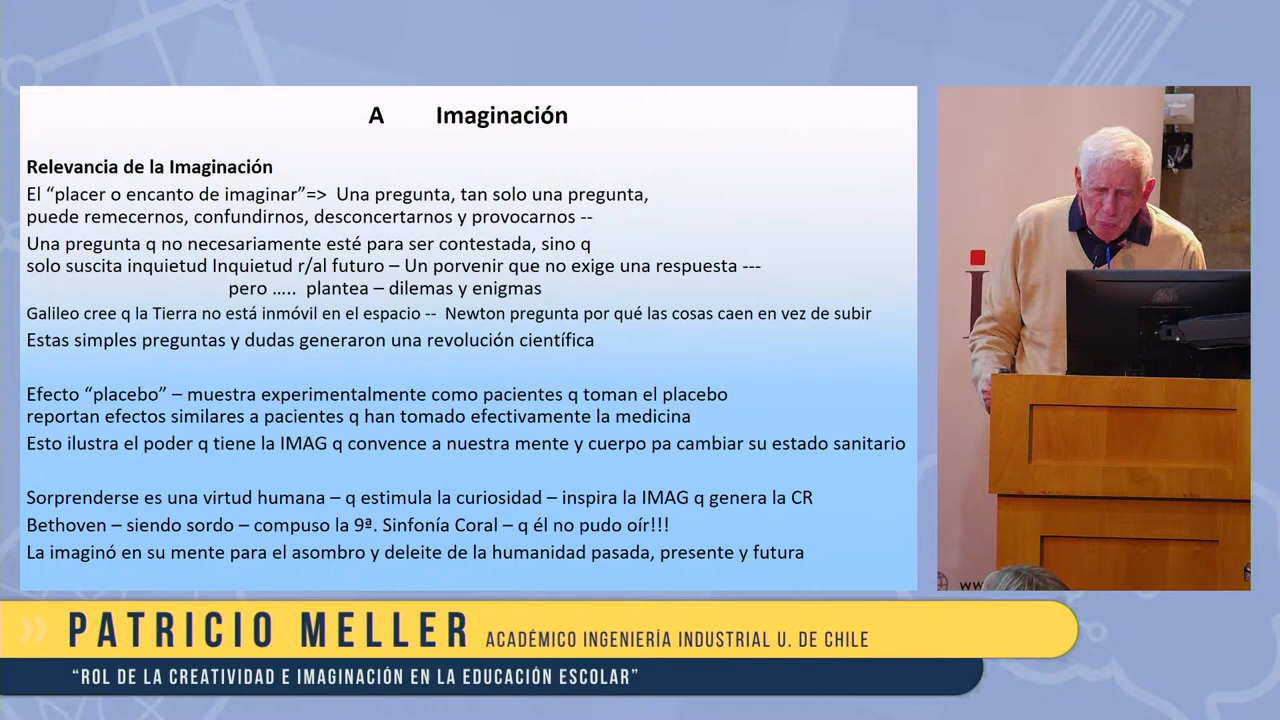 A Imaginación
Relevancia de la Imaginación
El “placer o encanto de imaginar”=> Una pregunta, tan solo una pregunta,
puede remecernos, confundirnos, desconcertarnos y provocarnos --
Una pregunta q no necesariamente esté para ser contestada, sino q
solo suscita inquietud Inquietud r/al futuro – Un porvenir que no exige una respuesta ---
pero ….. plantea – dilemas y enigmas
Galileo cree q la Tierra no está inmóvil en el espacio -- Newton pregunta por qué las cosas caen en vez de subir
Estas simples preguntas y dudas generaron una revolución científica
Efecto “placebo” – muestra experimentalmente como pacientes q toman el placebo
reportan efectos similares a pacientes q han tomado efectivamente la medicina
Esto ilustra el poder q tiene la IMAG q convence a nuestra mente y cuerpo pa cambiar su estado sanitario
Sorprenderse es una virtud humana – q estimula la curiosidad – inspira la IMAG q genera la CR
Bethoven – siendo sordo – compuso la 9ª. Sinfonía Coral – q él no pudo oír!!!
La imaginó en su mente para el asombro y deleite de la humanidad pasada, presente y futura
i
www.
PATRICIO MELLER ACADÉMICO INGENIERÍA INDUSTRIAL U. DE CHILE
“ROL DE LA CREATIVIDAD E IMAGINACIÓN EN LA EDUCACIÓN ESCOLAR”